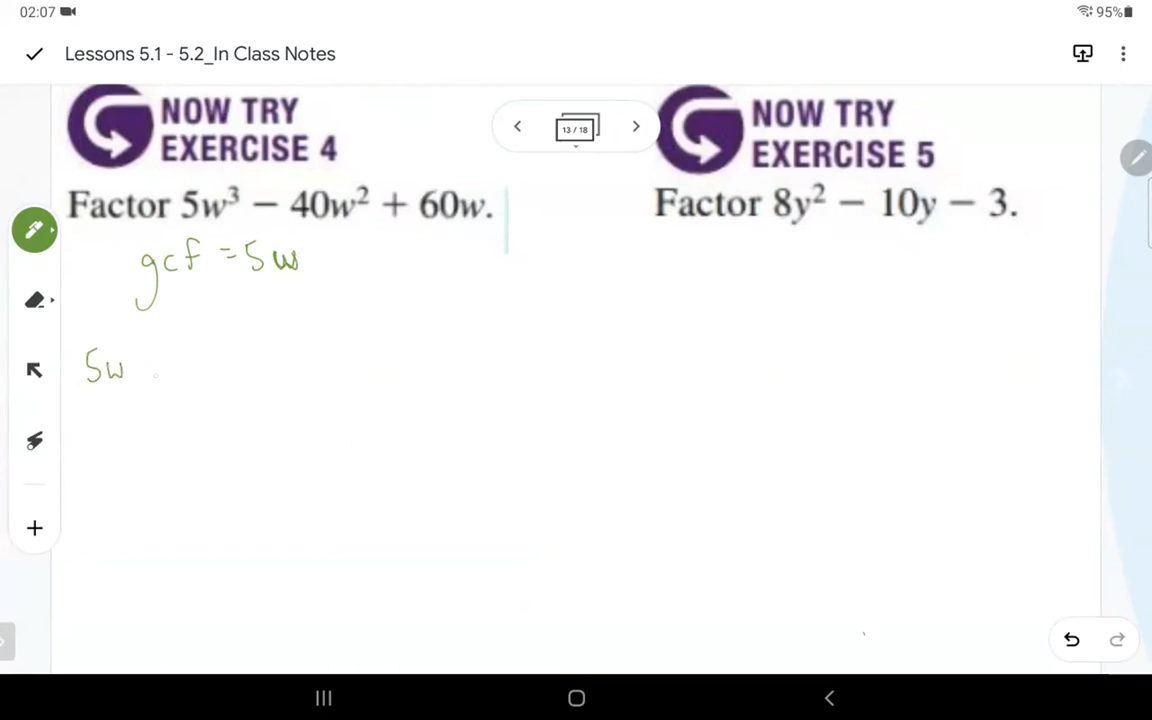 02:07
95%
Lessons 5.1 - 5.2_In Class Notes
13 / 18
NOW TRY
EXERCISE 4
Factor 5w³ − 40w² + 60w.
gcf = 5w
5w
NOW TRY
EXERCISE 5
Factor 8y² − 10y − 3.